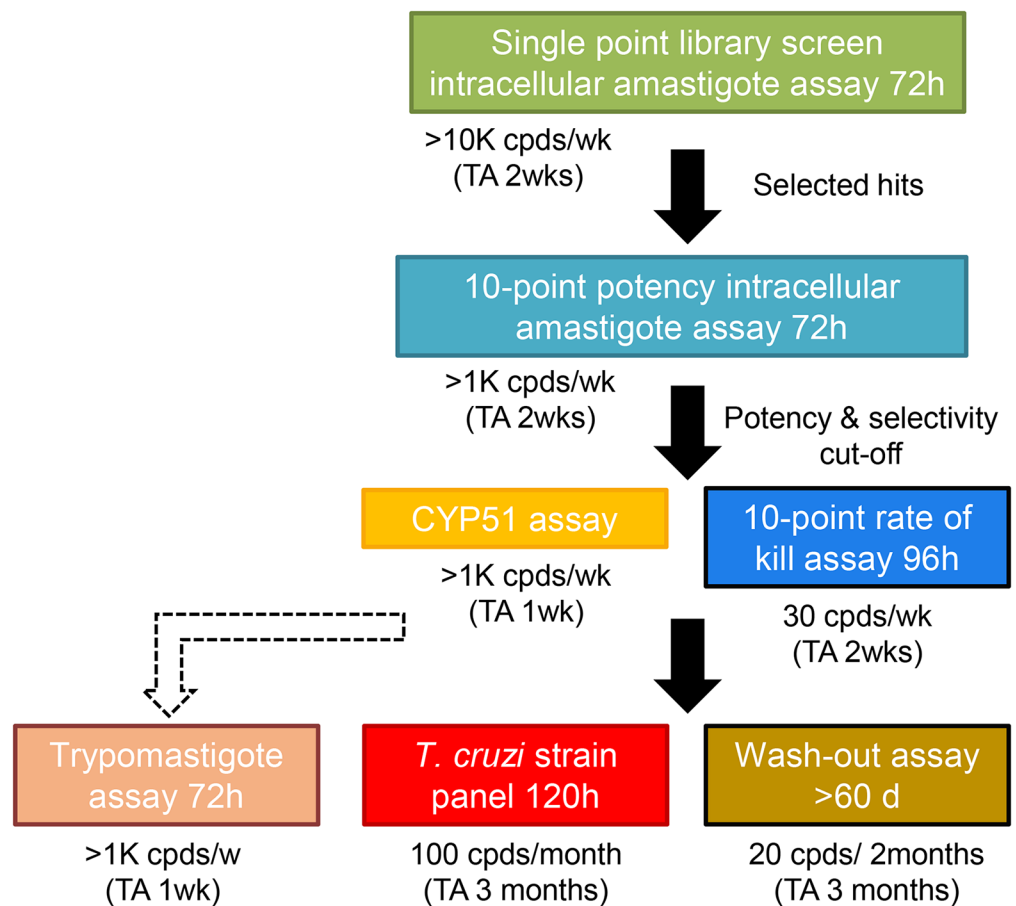 Single point library screen
intracellular amastigote assay 72h
>10K cpds/wk
(TA 2wks)
Selected hits
10-point potency intracellular
amastigote assay 72h
>1K cpds/wk
(TA 2wks)
Potency & selectivity
cut-off
CYP51 assay
>1K cpds/wk
(TA 1wk)
10-point rate of
kill assay 96h
30 cpds/wk
(TA 2wks)
Trypomastigote
assay 72h
>1K cpds/w
(TA 1wk)
T. cruzi strain
panel 120h
100 cpds/month
(TA 3 months)
Wash-out assay
>60 d
20 cpds/ 2months
(TA 3 months)